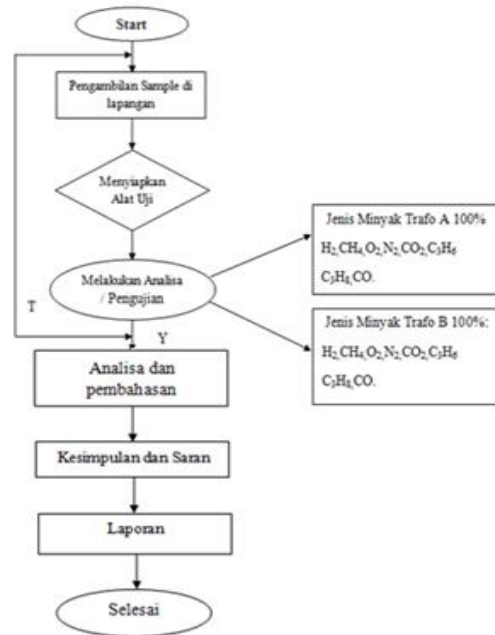 Start
Pengambilan Sample di
lapangan
Menyiapkan
Alat Uji
Melakukan Analisa
/ Pengujian
Jenis Minyak Trafo A 100%
H₂,CH₄,O₂,N₂,CO₂,C₃H₆
C₃H₈,CO.
Jenis Minyak Trafo B 100%:
H₂,CH₄,O₂,N₂,CO₂,C₃H₆
C₃H₈,CO.
T
Y
Analisa dan
pembahasan
Kesimpulan dan Saran
Laporan
Selesai